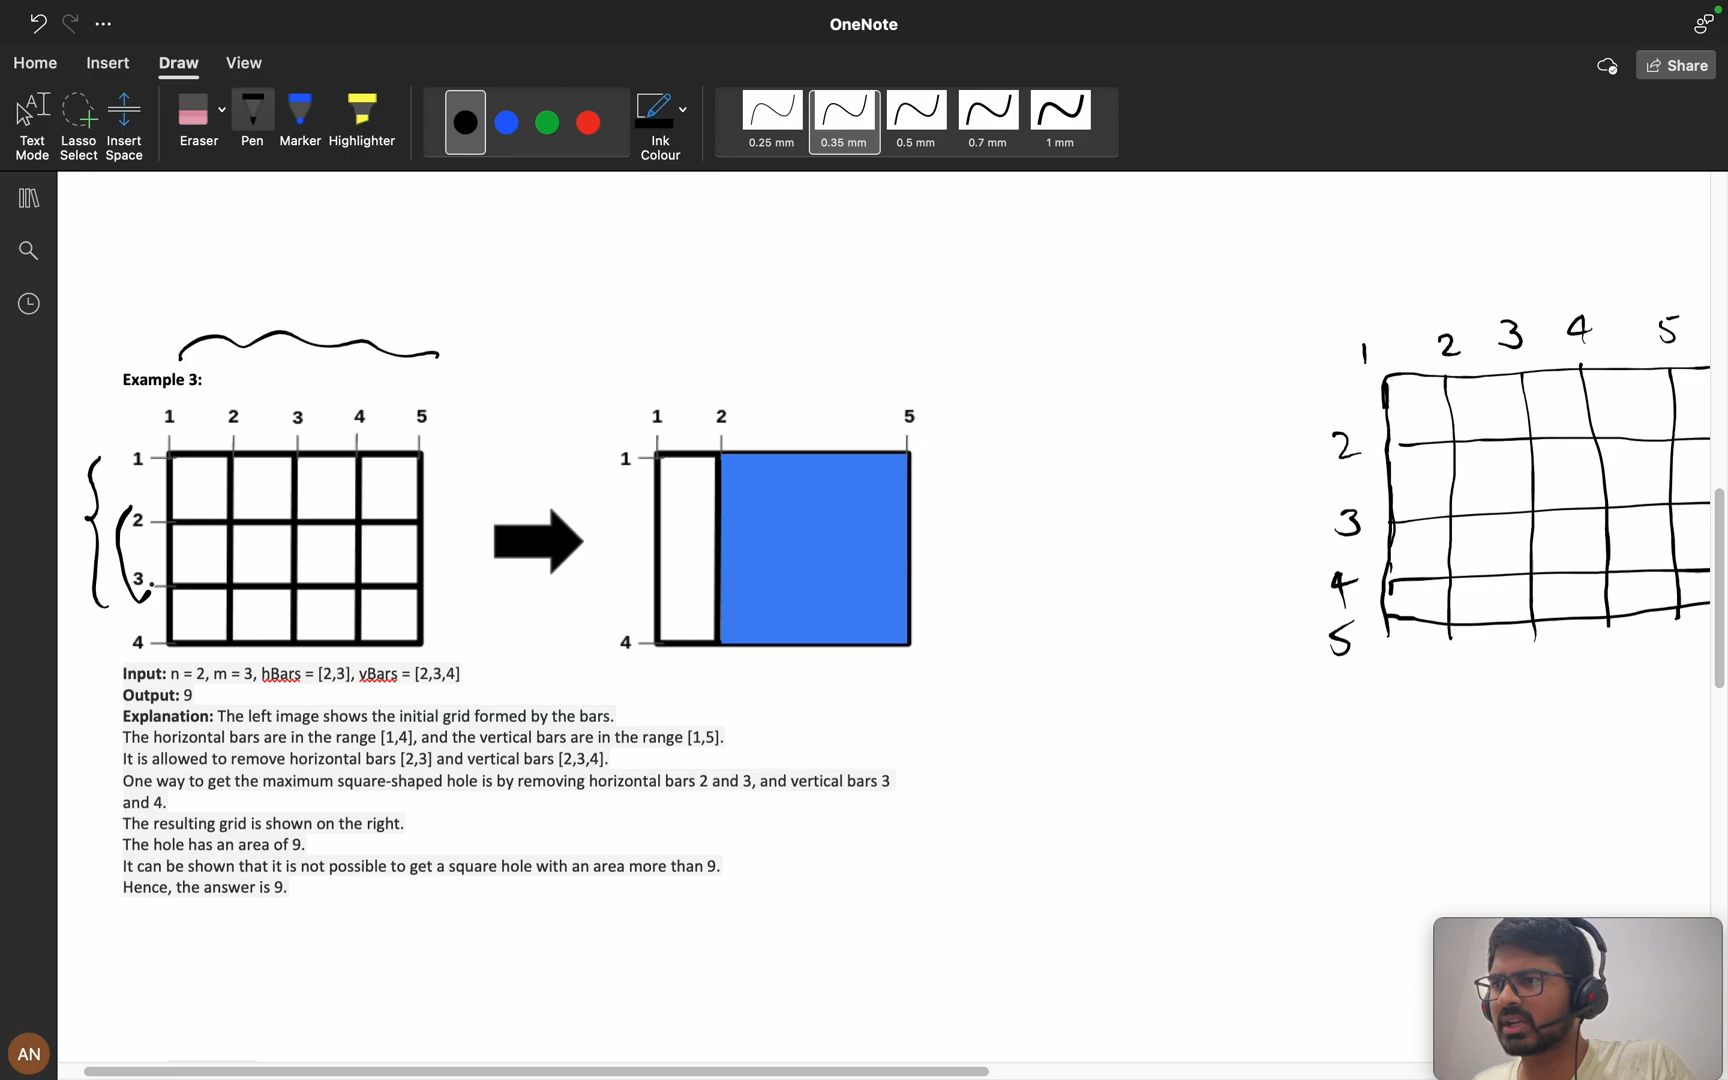 OneNote
Home Insert Draw View
Share
Text Mode
Lasso Select
Insert Space
Eraser
Pen
Marker
Highlighter
Ink Colour
0.25 mm
0.35 mm
0.5 mm
0.7 mm
1 mm
Example 3:
1 2 3 4 5
1
2
3
4
1 2 5
1
4
1 2 3 4 5
2
3
4
5
Input: n = 2, m = 3, hBars = [2,3], vBars = [2,3,4]
Output: 9
Explanation: The left image shows the initial grid formed by the bars.
The horizontal bars are in the range [1,4], and the vertical bars are in the range [1,5].
It is allowed to remove horizontal bars [2,3] and vertical bars [2,3,4].
One way to get the maximum square-shaped hole is by removing horizontal bars 2 and 3, and vertical bars 3
and 4.
The resulting grid is shown on the right.
The hole has an area of 9.
It can be shown that it is not possible to get a square hole with an area more than 9.
Hence, the answer is 9.
AN